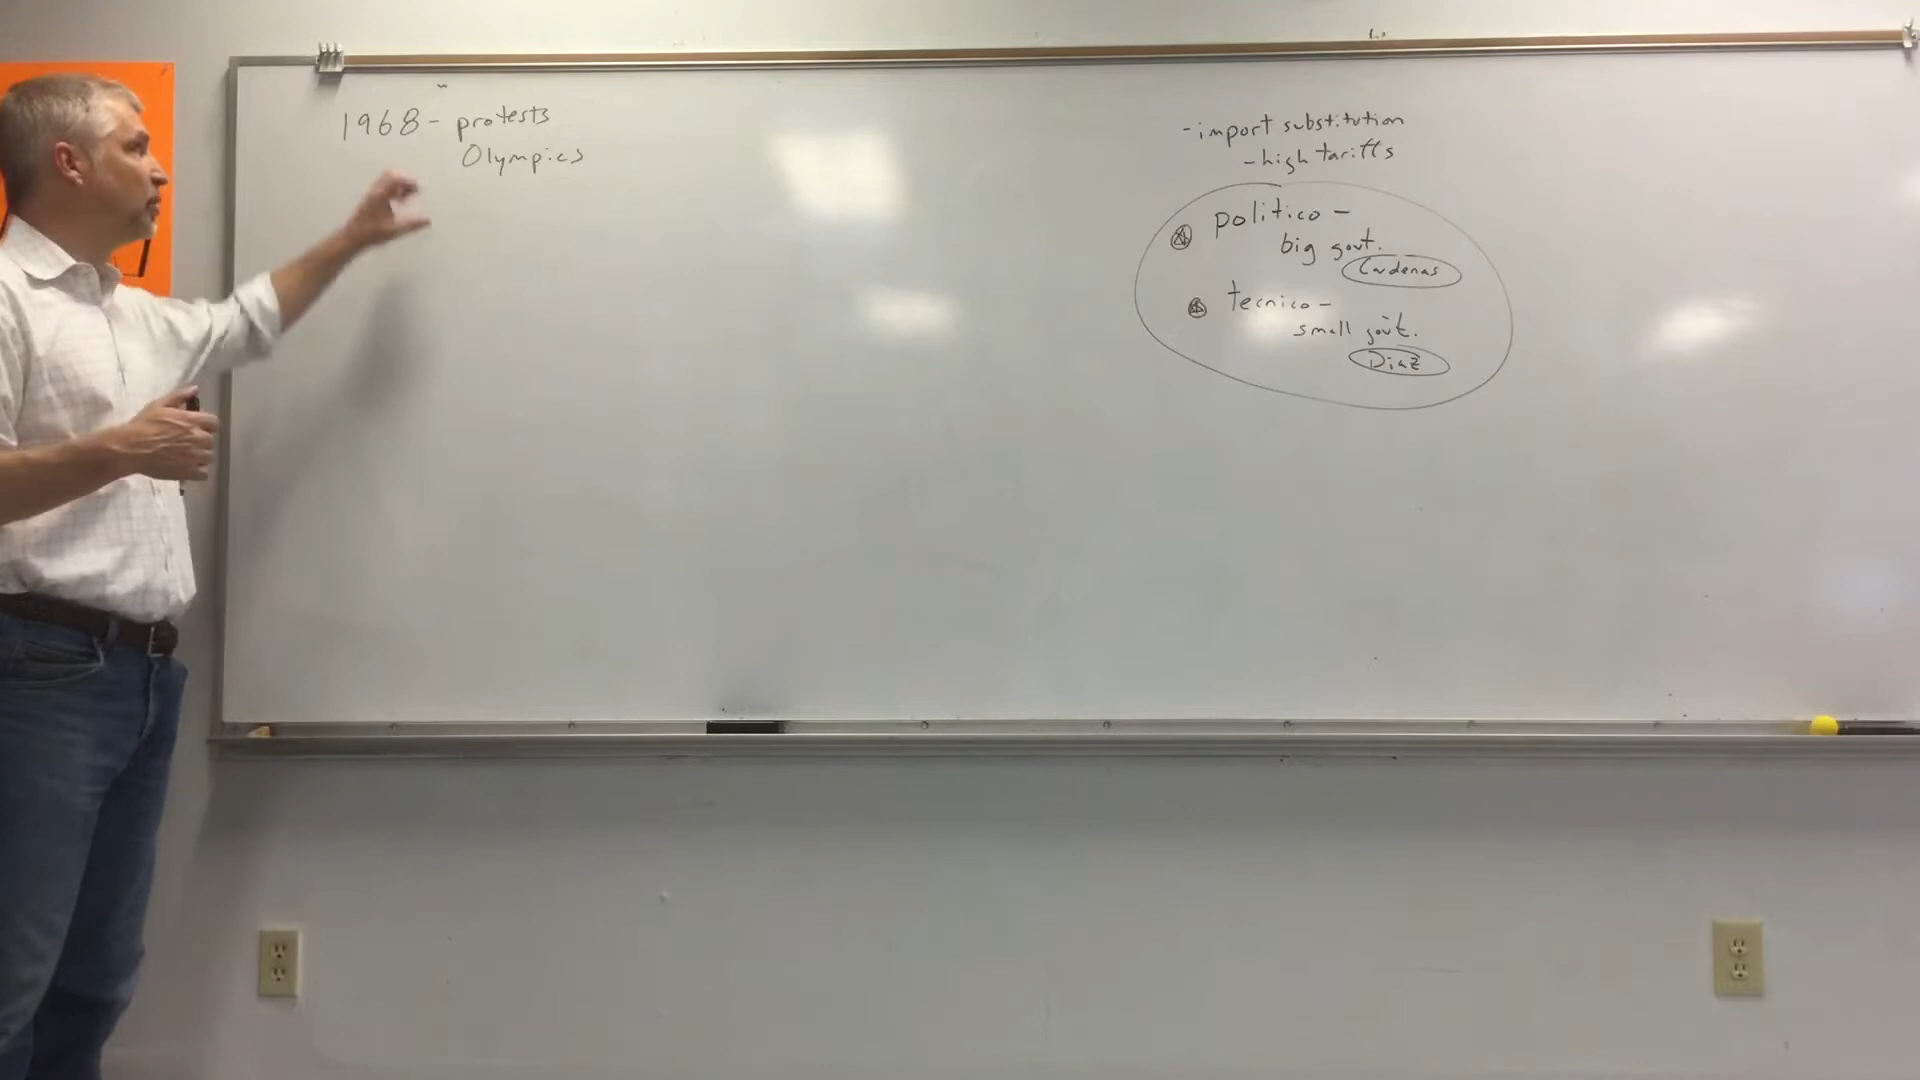 1968 - protests
Olympics
- import substitution
- high tariffs
politico -
big govt.
Cardenas
tecnico -
small govt.
Diaz